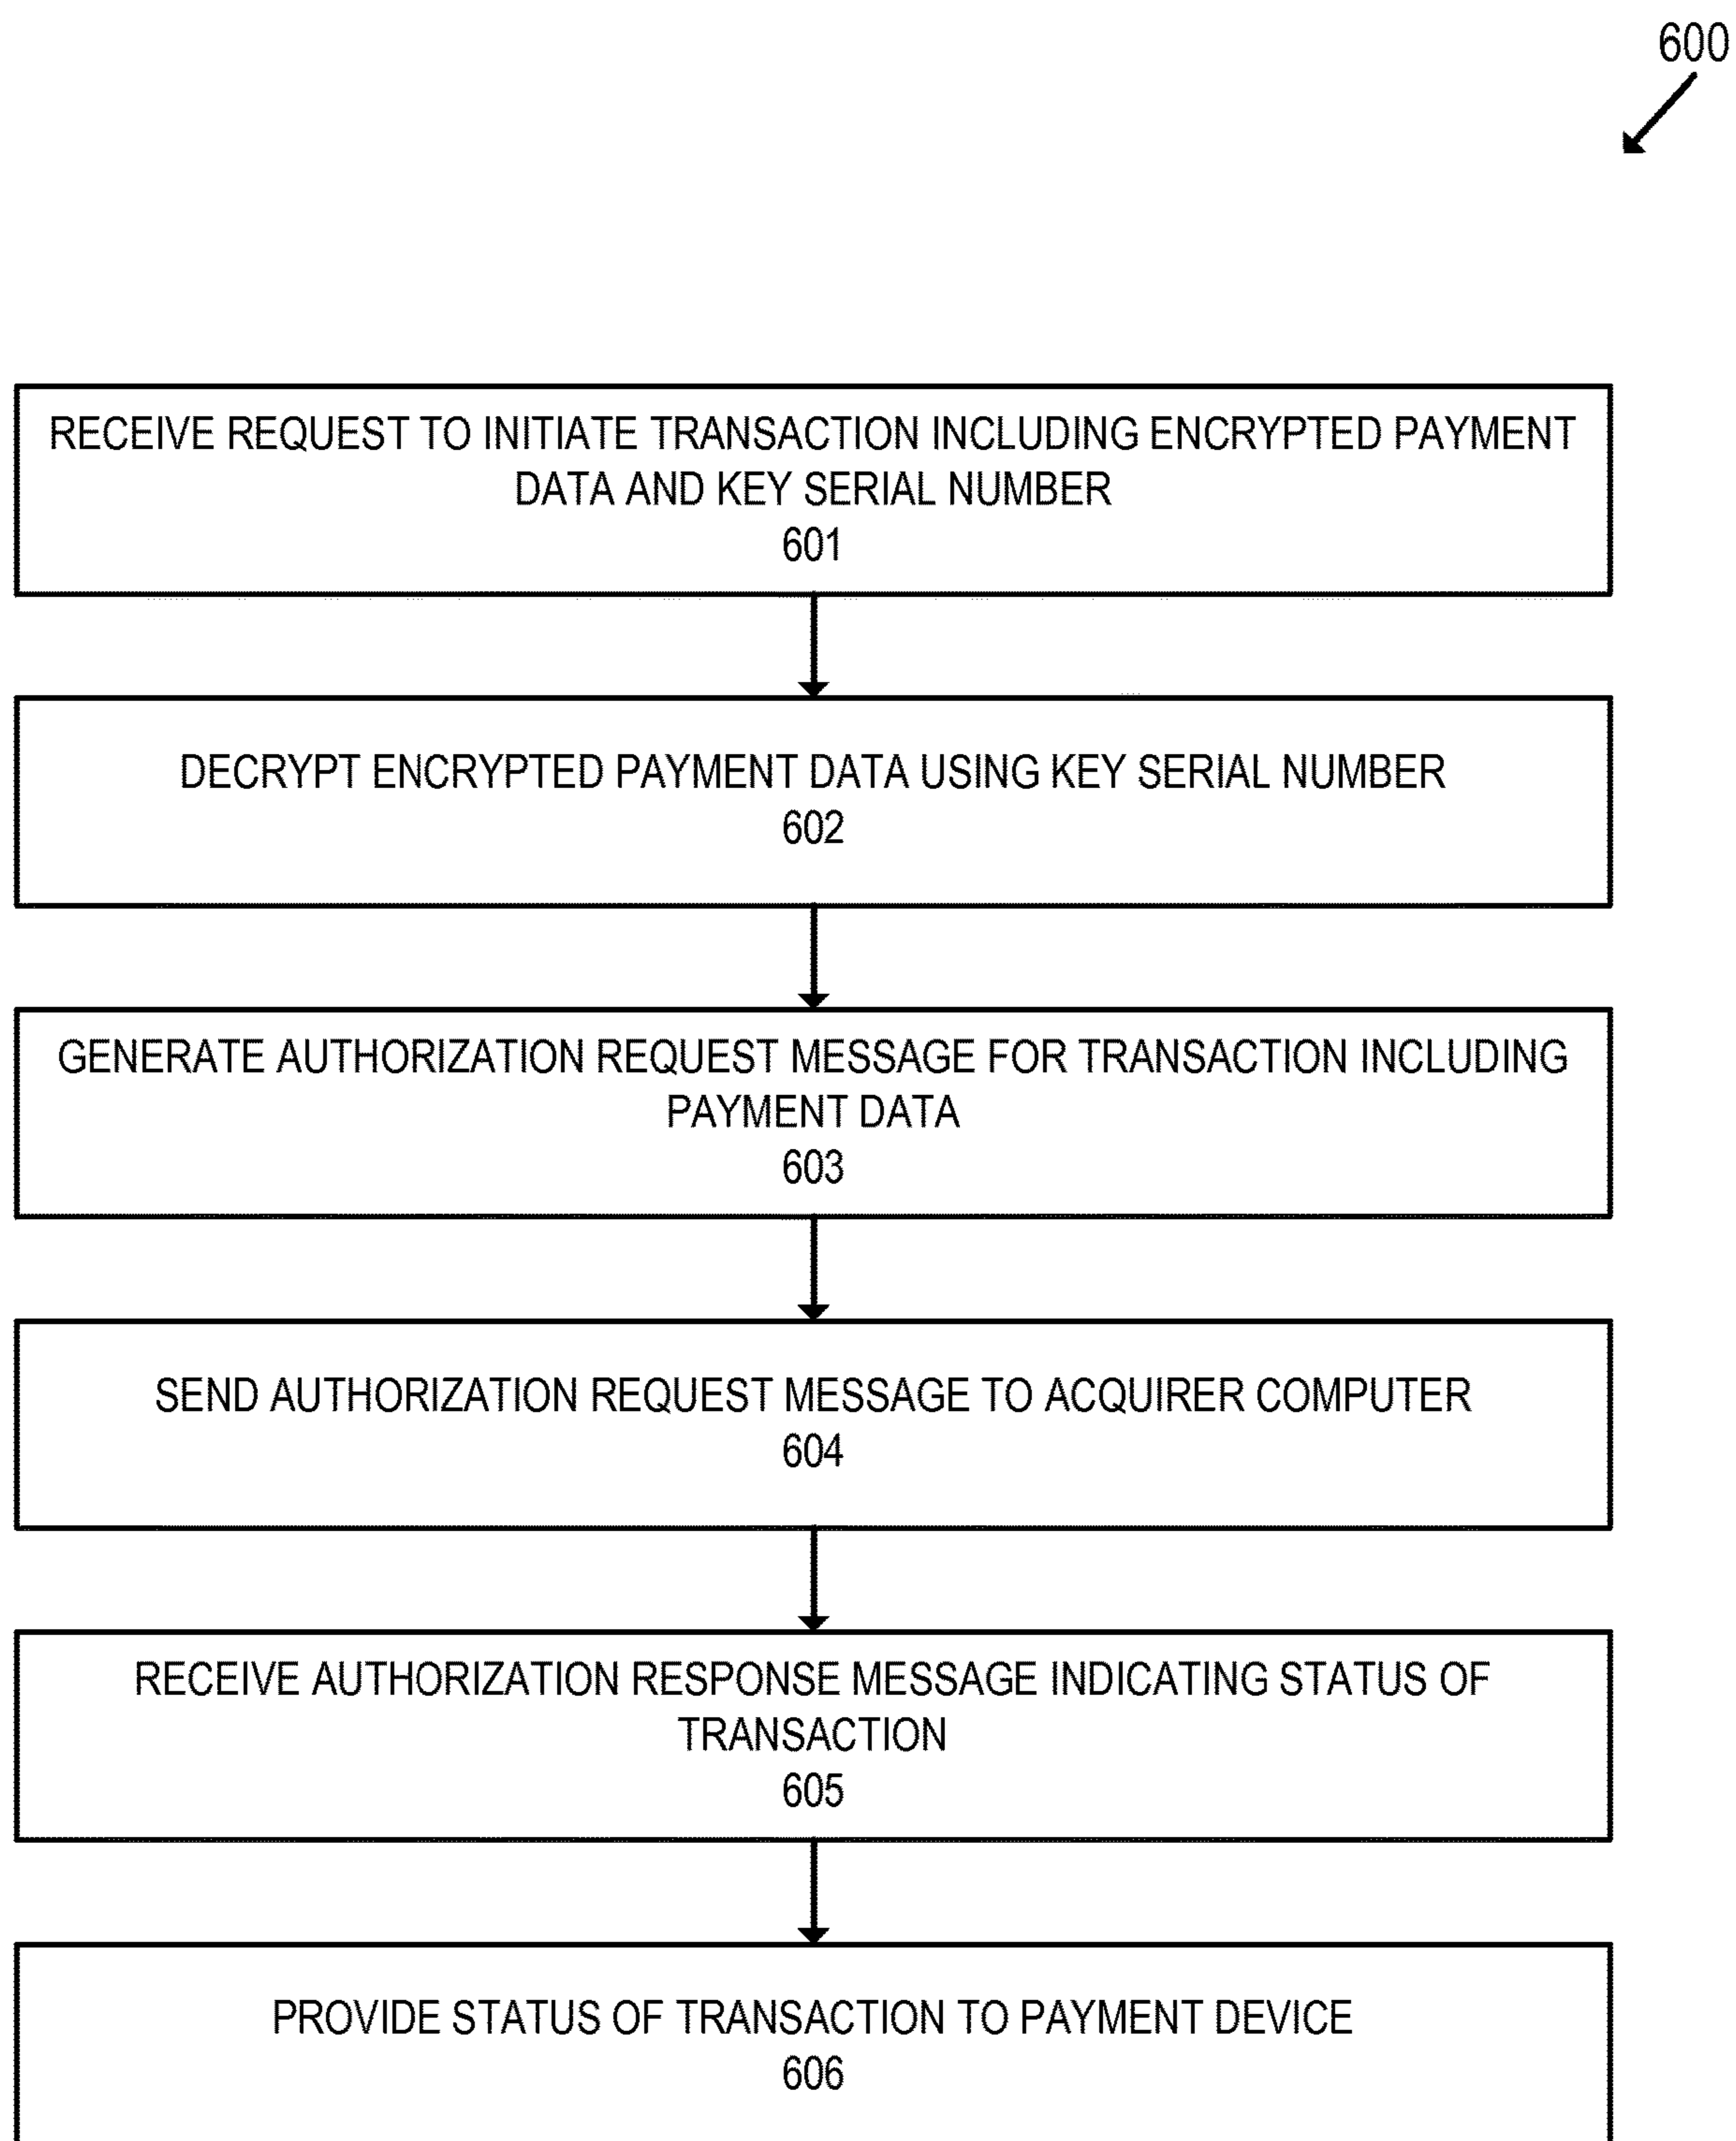 600
RECEIVE REQUEST TO INITIATE TRANSACTION INCLUDING ENCRYPTED PAYMENT
DATA AND KEY SERIAL NUMBER
601
DECRYPT ENCRYPTED PAYMENT DATA USING KEY SERIAL NUMBER
602
GENERATE AUTHORIZATION REQUEST MESSAGE FOR TRANSACTION INCLUDING
PAYMENT DATA
603
SEND AUTHORIZATION REQUEST MESSAGE TO ACQUIRER COMPUTER
604
RECEIVE AUTHORIZATION RESPONSE MESSAGE INDICATING STATUS OF
TRANSACTION
605
PROVIDE STATUS OF TRANSACTION TO PAYMENT DEVICE
606